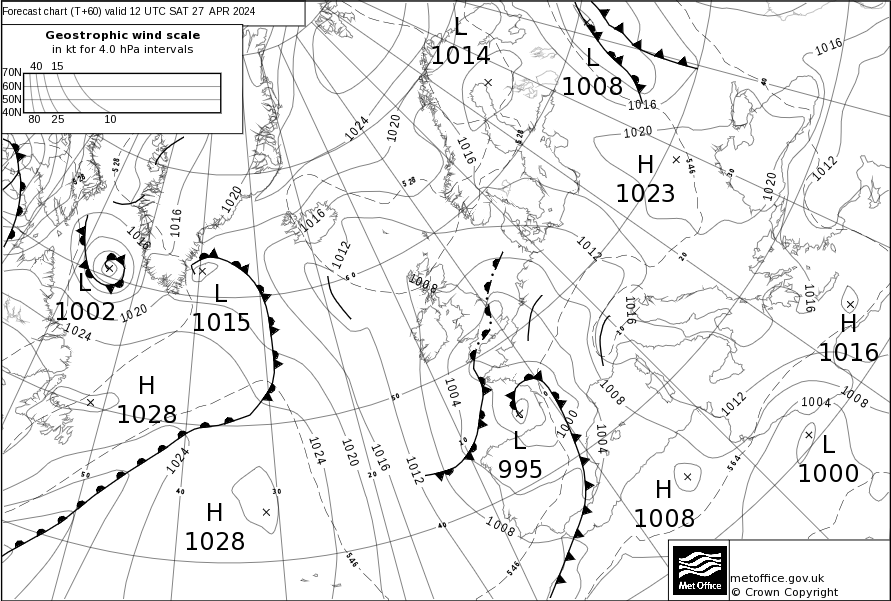 Forecast chart (T+60) valid 12 UTC SAT 27 APR 2024
Geostrophic wind scale
in kt for 4.0 hPa intervals
40 15
70N
60N
50N
40N
80 25 10
L
1014
L
1008
1016
1016
1024
1020
1020
1016
528
H
1023
546
40
30
1020
1012
528
528
528
1020
1016
1016
1016
1012
1012
20
L
1002
1020
1024
L
1015
60
1008
1016
10
1016
H
1016
H
1028
50
1004
1008
1012
1004
1008
0
1000
1004
L
995
10
L
1000
1024
1024
1020
1016
1012
20
50
40
30
564
H
1008
H
1028
40
1008
546
546
Met Office
metoffice.gov.uk
© Crown Copyright